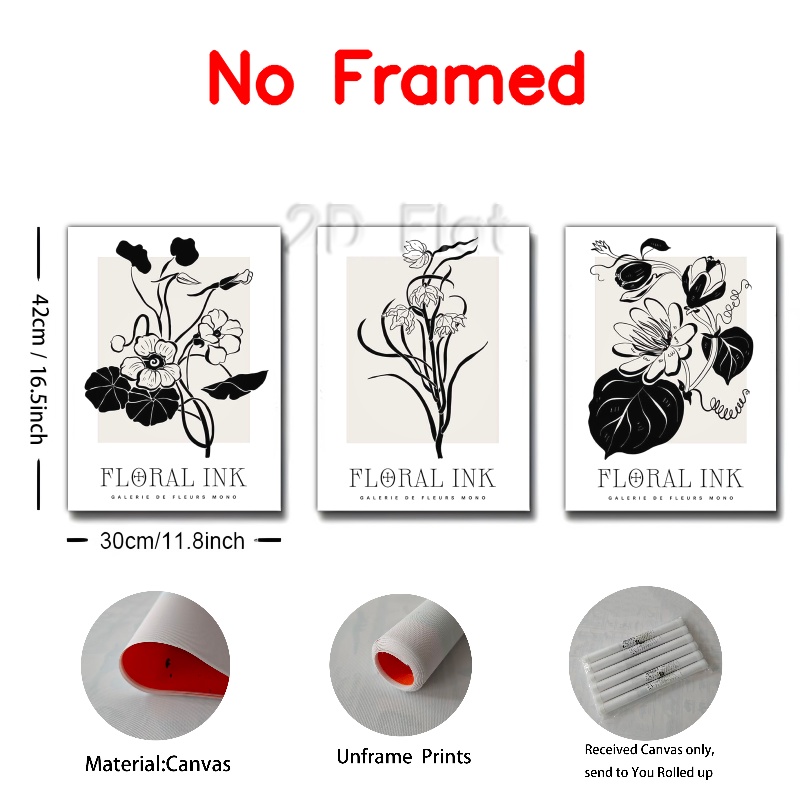 No Framed
2D Flat
42cm / 16.5inch
FLORAL INK
GALERIE DE FLEURS MONO
FLORAL INK
GALERIE DE FLEURS MONO
FLORAL INK
GALERIE DE FLEURS MONO
30cm/11.8inch
Material:Canvas
Unframe Prints
Received Canvas only,
send to You Rolled up